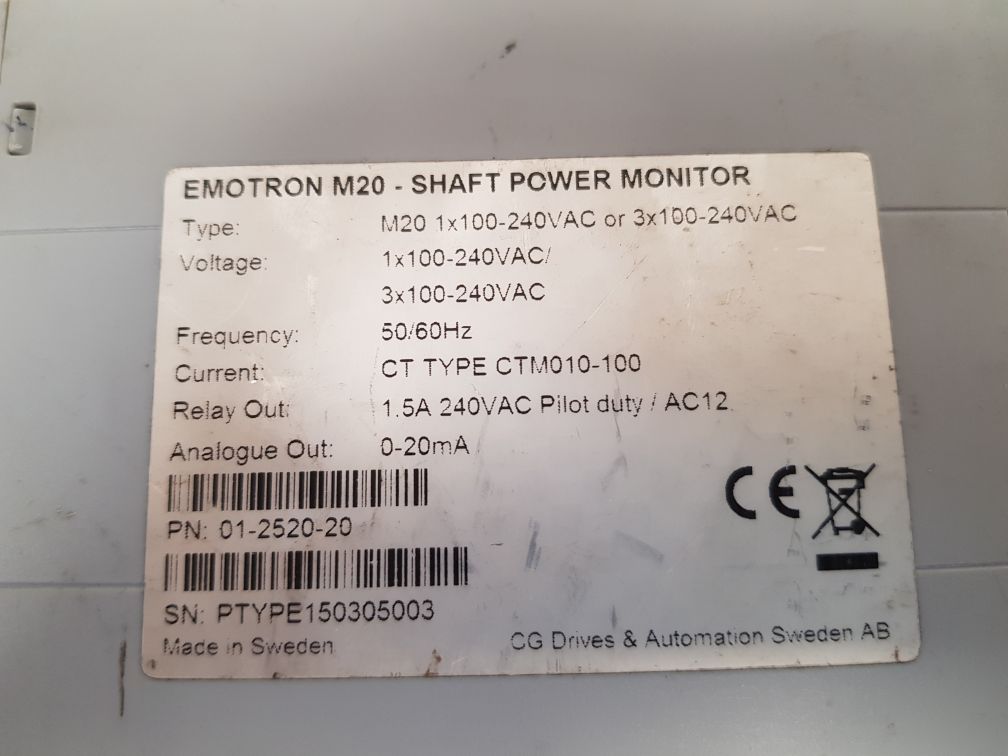 EMOTRON M20 - SHAFT POWER MONITOR
Type: M20 1x100-240VAC or 3x100-240VAC
Voltage: 1x100-240VAC/
3x100-240VAC
Frequency: 50/60Hz
Current: CT TYPE CTM010-100
Relay Out: 1.5A 240VAC Pilot duty / AC12
Analogue Out: 0-20mA
CE
PN: 01-2520-20
SN: PTYPE150305003
Made in Sweden CG Drives & Automation Sweden AB